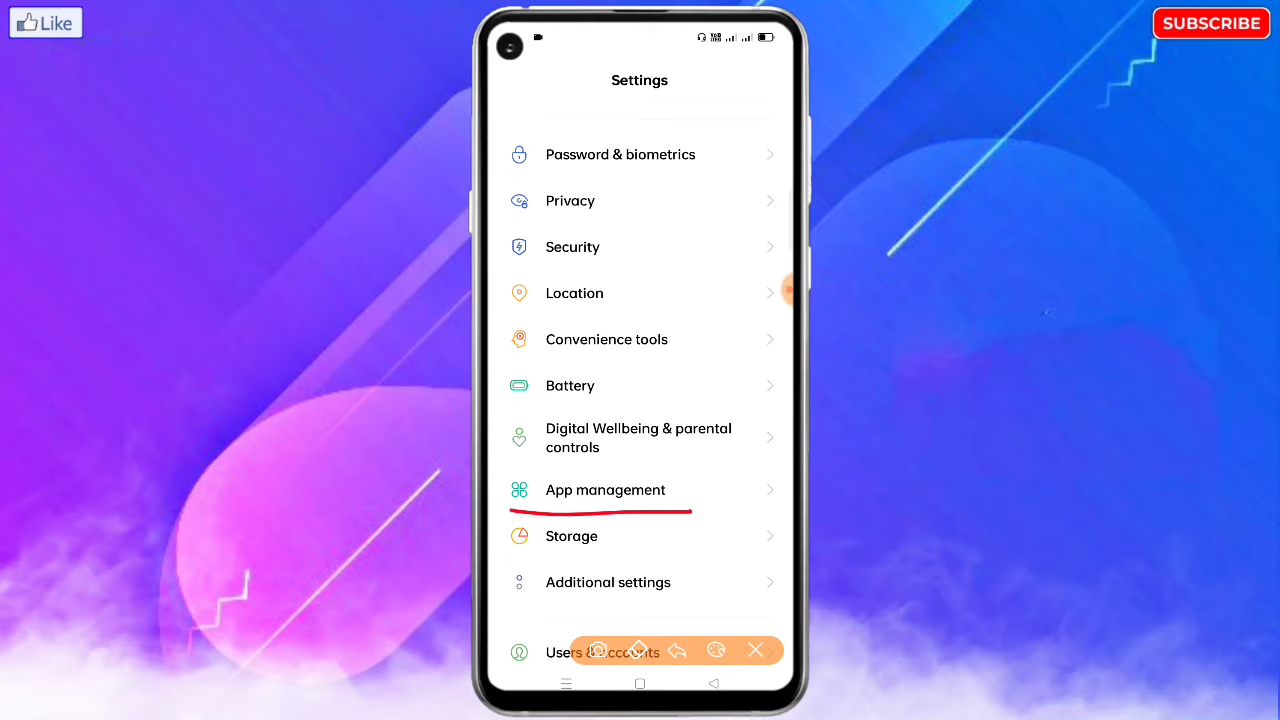 Like
SUBSCRIBE
Settings
Password & biometrics
Privacy
Security
Location
Convenience tools
Battery
Digital Wellbeing & parental
controls
App management
Storage
Additional settings
Users & accounts